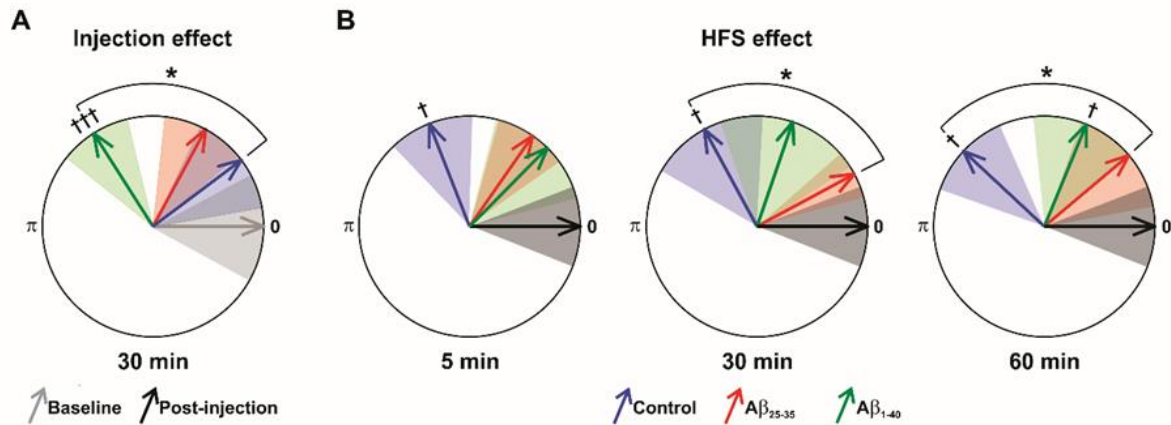 A
Injection effect
*
†††
π
0
30 min
B
HFS effect
†
π
0
5 min
*
†
π
0
30 min
*
†
†
π
0
60 min
Baseline
Post-injection
Control
Aβ25-35
Aβ1-40